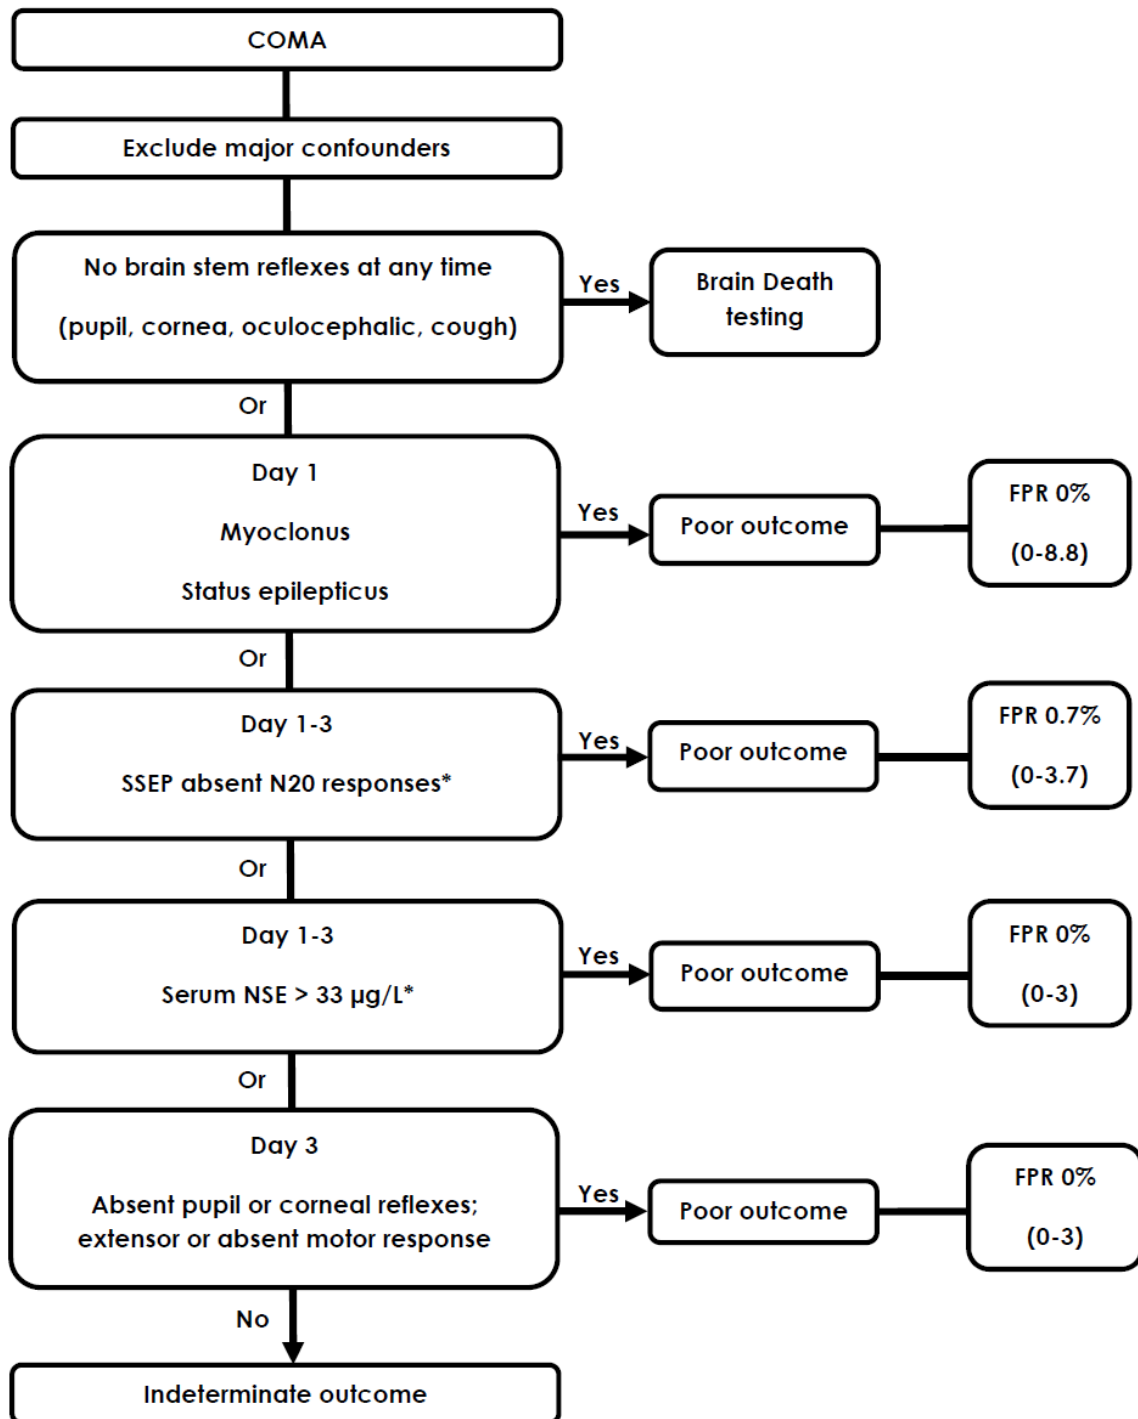 COMA
Exclude major confounders
No brain stem reflexes at any time
(pupil, cornea, oculocephalic, cough)
Yes
Brain Death
testing
Or
Day 1
Myoclonus
Status epilepticus
Yes
Poor outcome
FPR 0%
(0-8.8)
Or
Day 1-3
SSEP absent N20 responses*
Yes
Poor outcome
FPR 0.7%
(0-3.7)
Or
Day 1-3
Serum NSE > 33 µg/L*
Yes
Poor outcome
FPR 0%
(0-3)
Or
Day 3
Absent pupil or corneal reflexes;
extensor or absent motor response
Yes
Poor outcome
FPR 0%
(0-3)
No
Indeterminate outcome